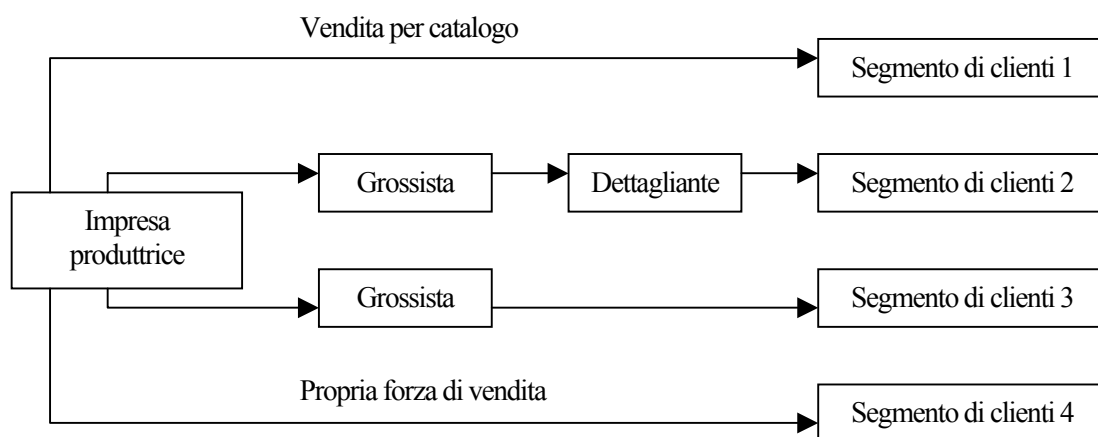 Vendita per catalogo
Segmento di clienti 1
Grossista
Dettagliante
Segmento di clienti 2
Impresa
produttrice
Grossista
Segmento di clienti 3
Propria forza di vendita
Segmento di clienti 4